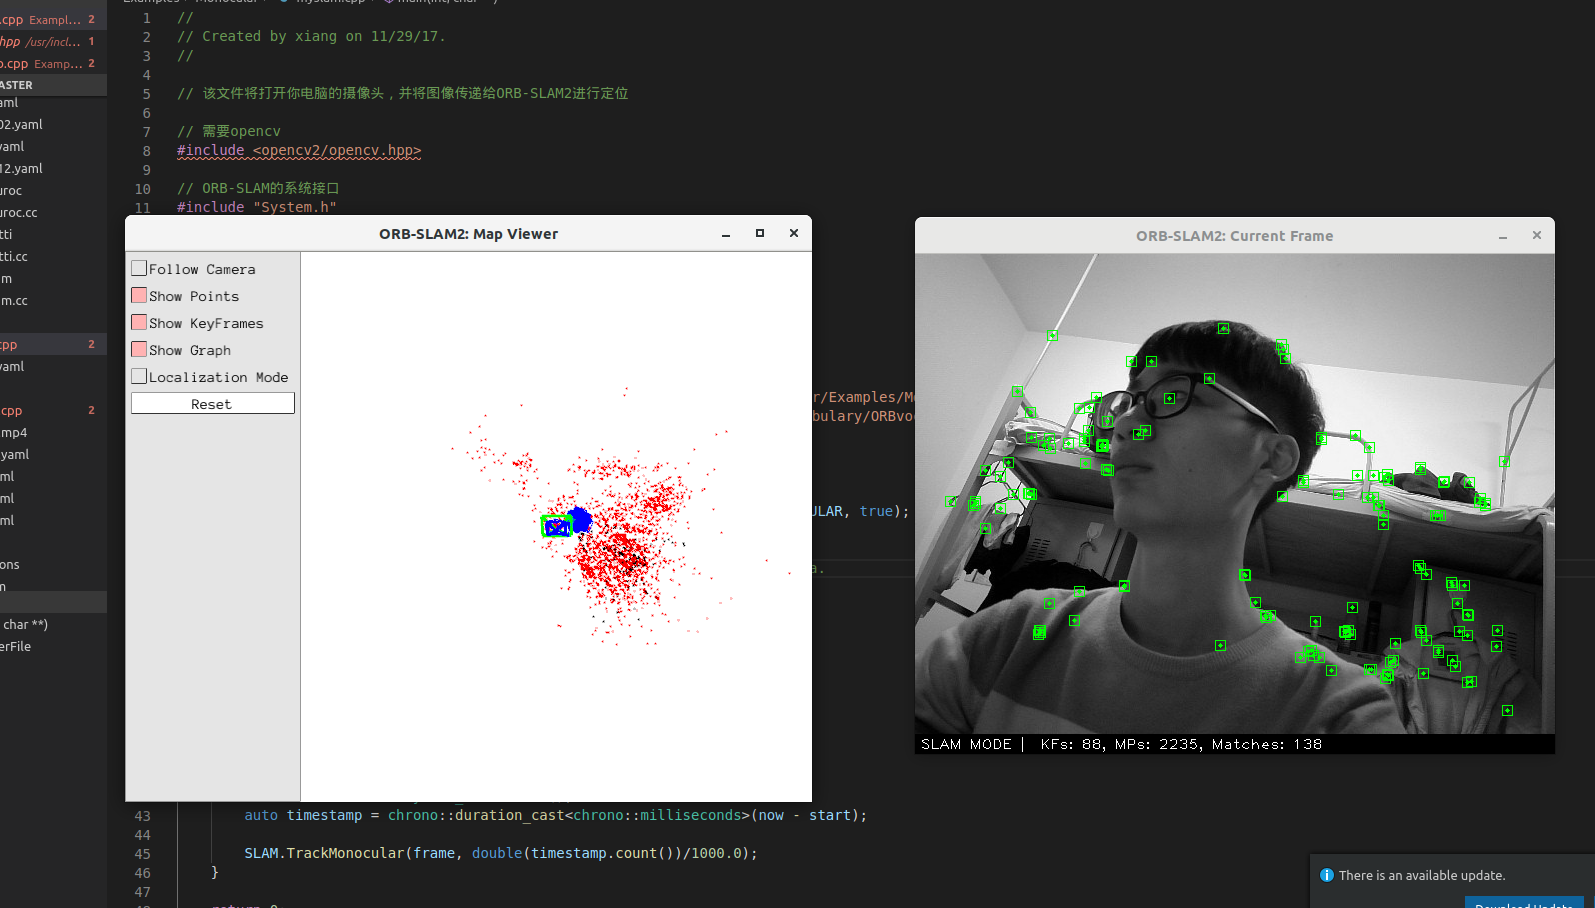 .cpp Exampl... 2
hpp /usr/incl... 1
o.cpp Examp... 2
ASTER
aml
02.yaml
yaml
12.yaml
uroc
uroc.cc
tti
tti.cc
m
m.cc
cpp 2
yaml
.cpp 2
mp4
yaml
ml
ml
ml
ons
m
char **)
erFile
1 //
2 // Created by xiang on 11/29/17.
3 //
4
5 // 该文件将打开你电脑的摄像头，并将图像传递给ORB-SLAM2进行定位
6
7 // 需要opencv
8 #include <opencv2/opencv.hpp>
9
10 // ORB-SLAM的系统接口
11 #include "System.h"
ORB-SLAM2: Map Viewer
Follow Camera
Show Points
Show KeyFrames
Show Graph
Localization Mode
Reset
r/Examples/M
bulary/ORBvo
ULAR, true);
a.
ORB-SLAM2: Current Frame
SLAM MODE | KFs: 88, MPs: 2235, Matches: 138
43 auto timestamp = chrono::duration_cast<chrono::milliseconds>(now - start);
44
45 SLAM.TrackMonocular(frame, double(timestamp.count())/1000.0);
46 }
47
There is an available update.
Download Update